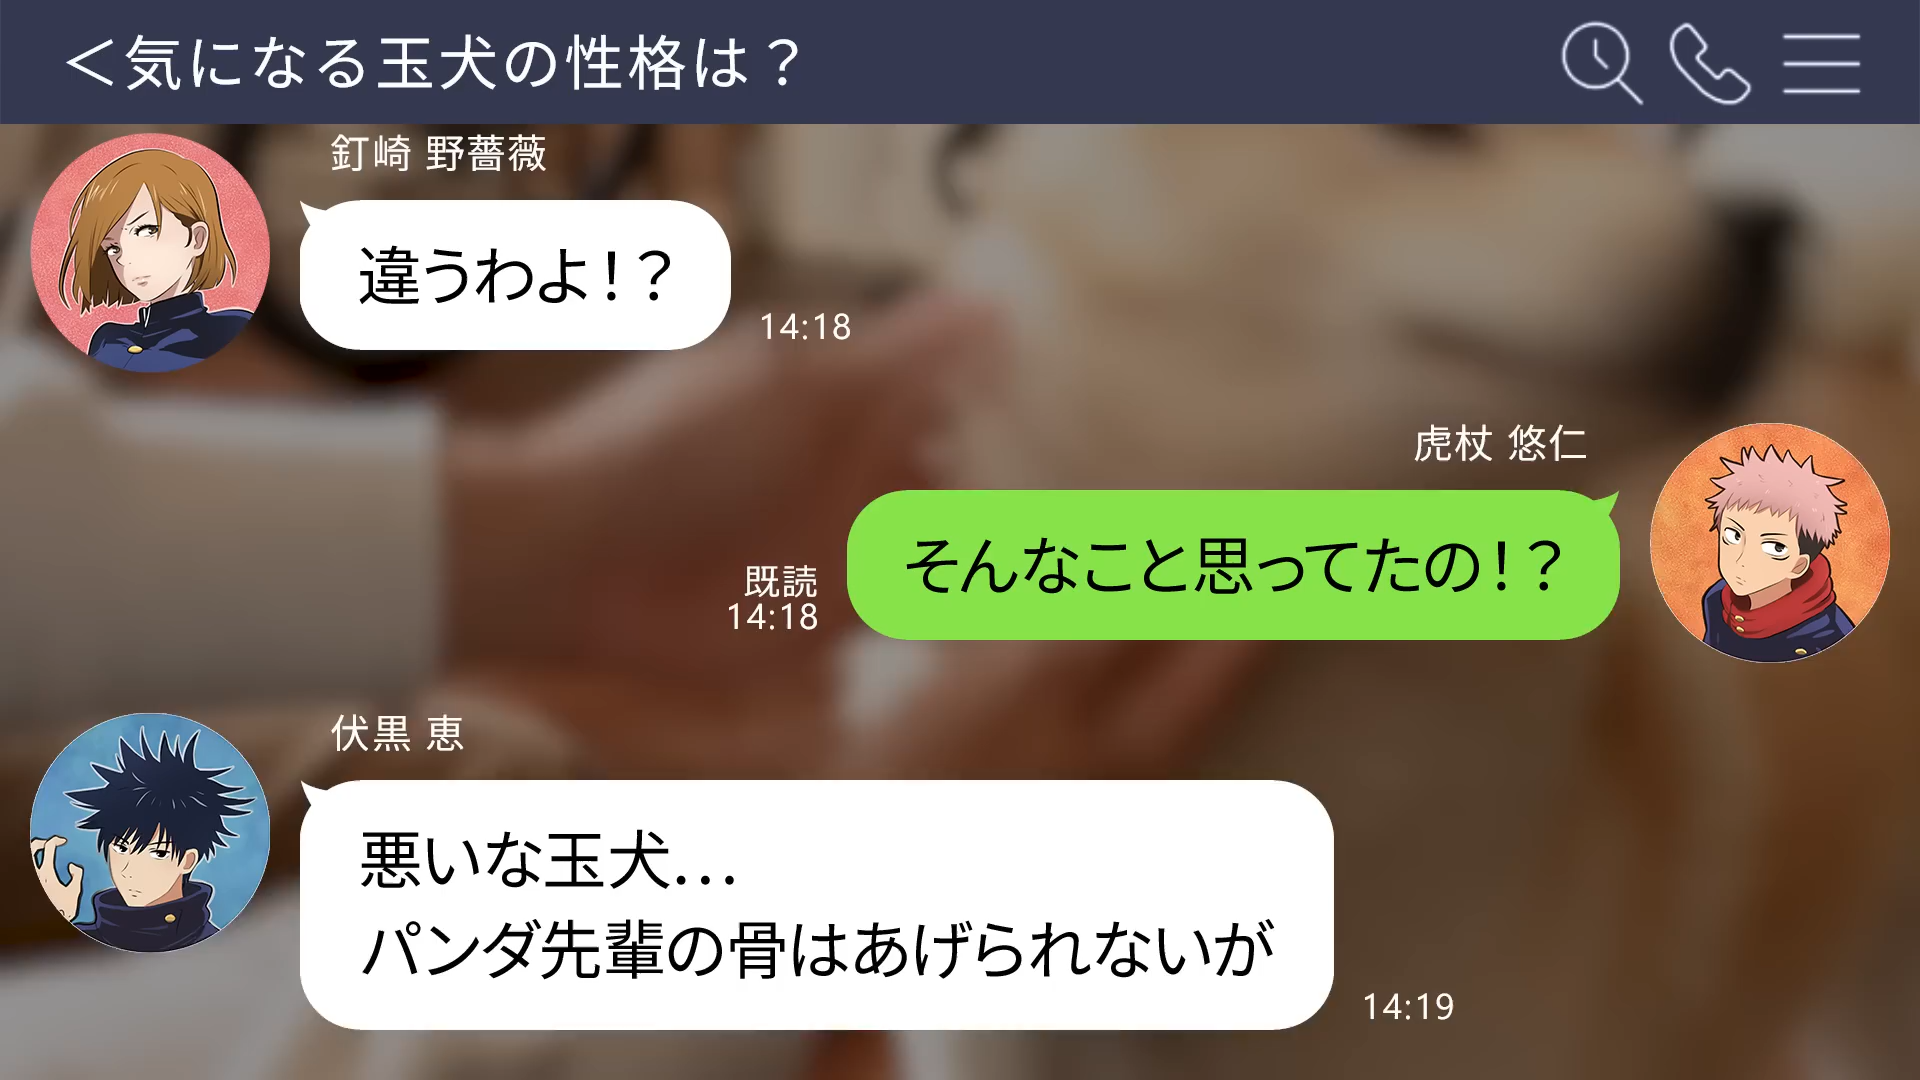 ＜気になる玉犬の性格は？
釘崎 野薔薇
違うわよ！？
14:18
虎杖 悠仁
そんなこと思ってたの！？
既読
14:18
伏黒 恵
悪いな玉犬…
パンダ先輩の骨はあげられないが
14:19